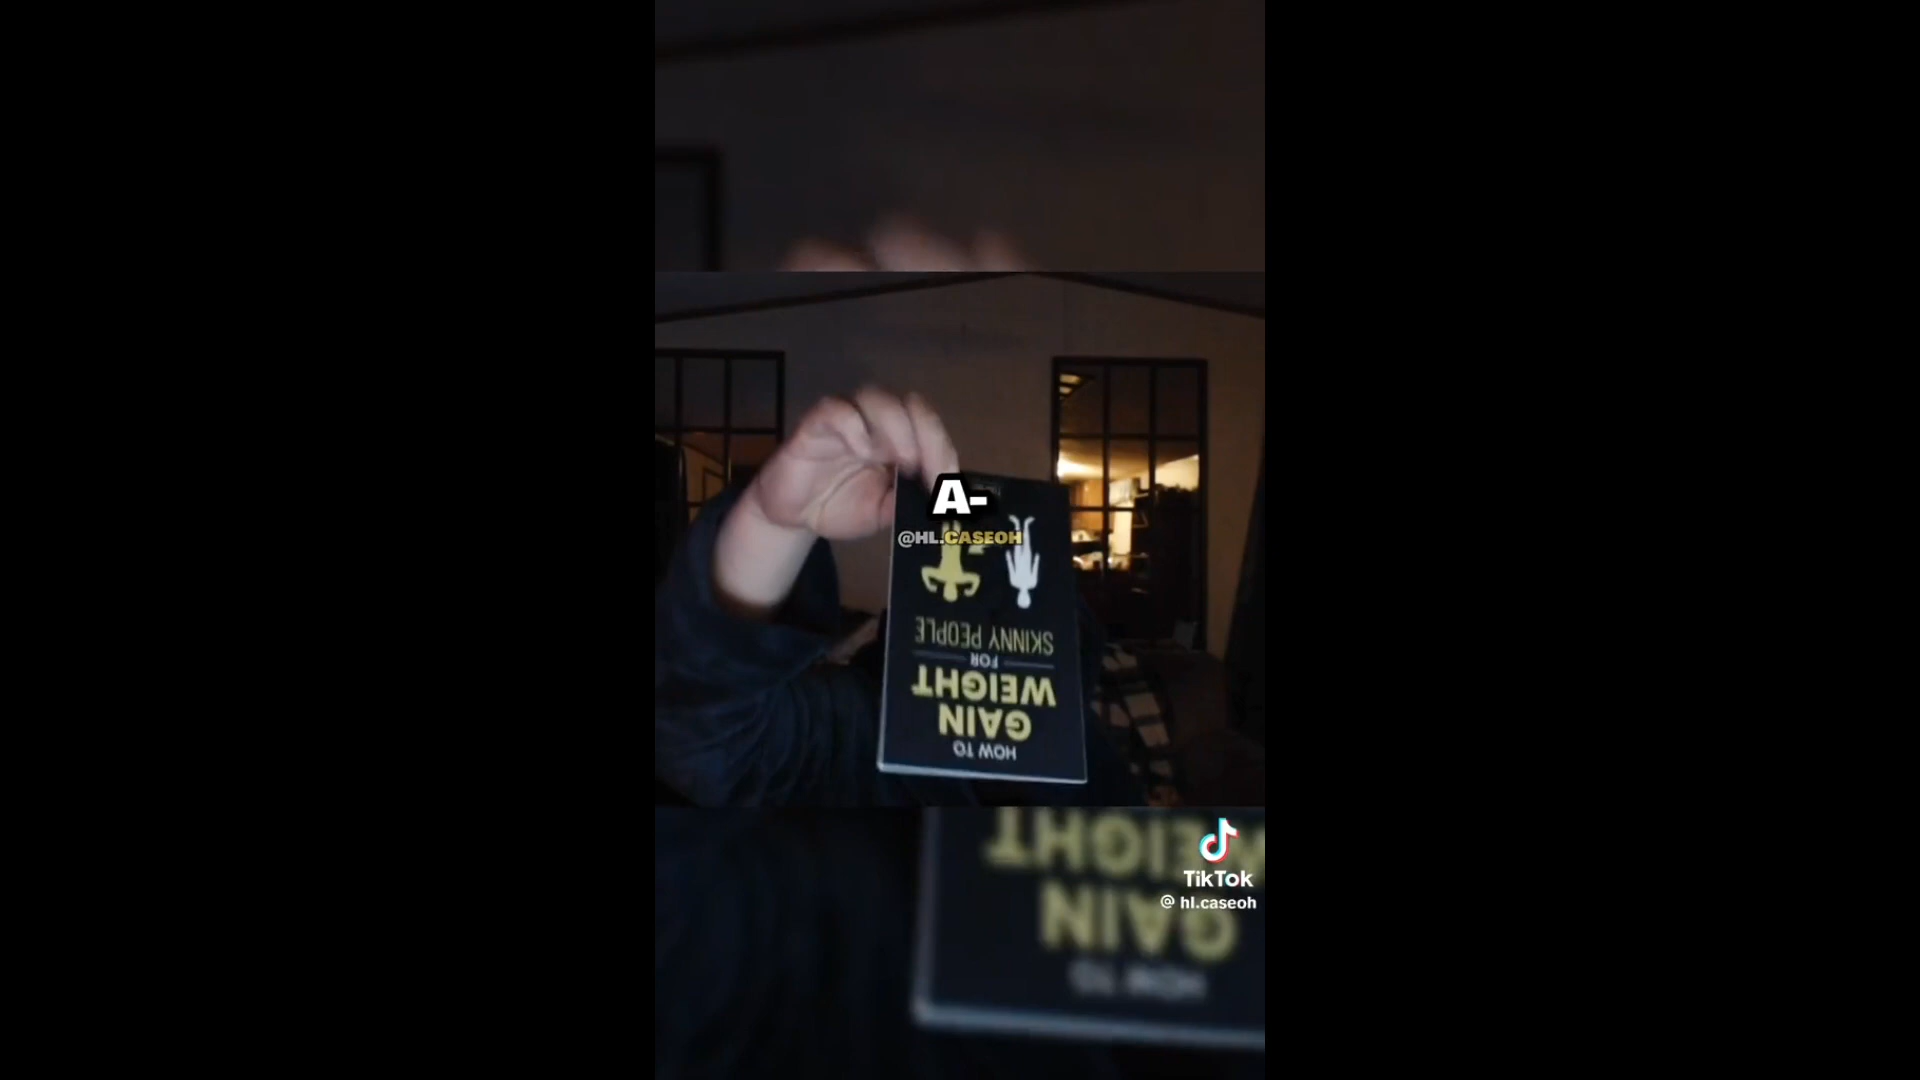 A-
@HL.CASEOH
HOW TO
GAIN
WEIGHT
FOR
SKINNY PEOPLE
WEIGHT
GAIN
HOW TO
TikTok
@ hl.caseoh